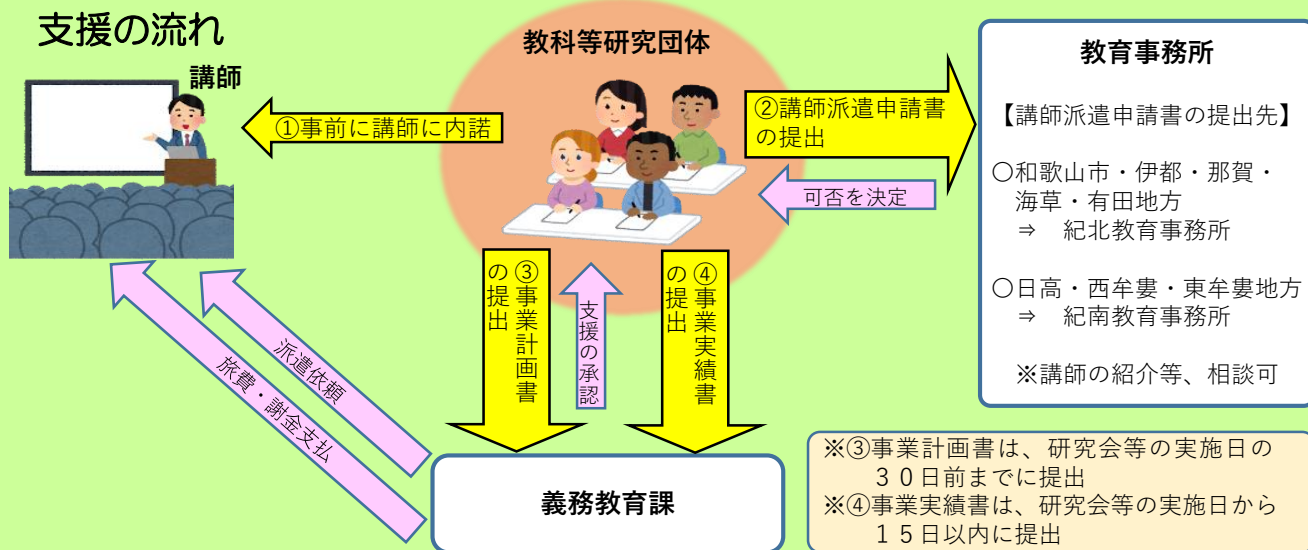 支援の流れ
講師
教科等研究団体
①事前に講師に内諾
②講師派遣申請書
の提出
可否を決定
教育事務所
【講師派遣申請書の提出先】
〇和歌山市・伊都・那賀・
海草・有田地方
⇒　紀北教育事務所
〇日高・西牟婁・東牟婁地方
⇒　紀南教育事務所
※講師の紹介等、相談可
③事業計画書
の提出
支援の承認
④事業実績書
の提出
派遣依頼
旅費・謝金支払
義務教育課
※③事業計画書は、研究会等の実施日の
３０日前までに提出
※④事業実績書は、研究会等の実施日から
１５日以内に提出